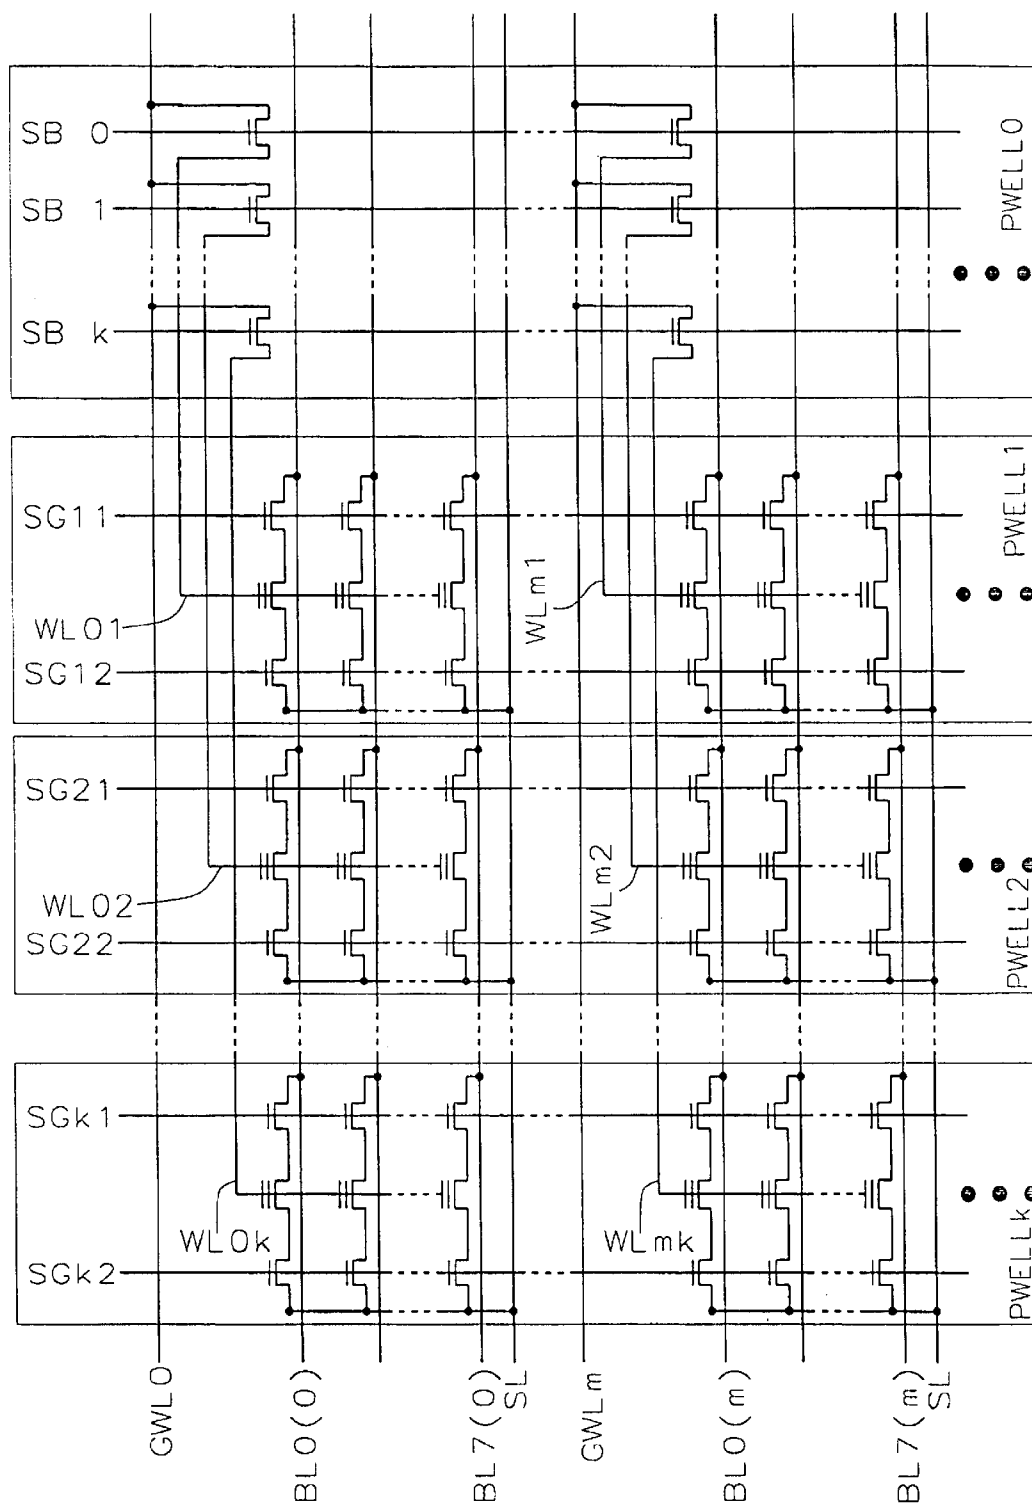 SB 0
SB 1
SB k
PWELL0
SG11
WL01
SG12
WLm1
PWELL1
SG21
WL02
SG22
WLm2
PWELL2
SGk1
WL0k
SGk2
WLmk
PWELLk
GWL0
BL0(0)
BL7(0)
SL
GWLm
BL0(m)
BL7(m)
SL